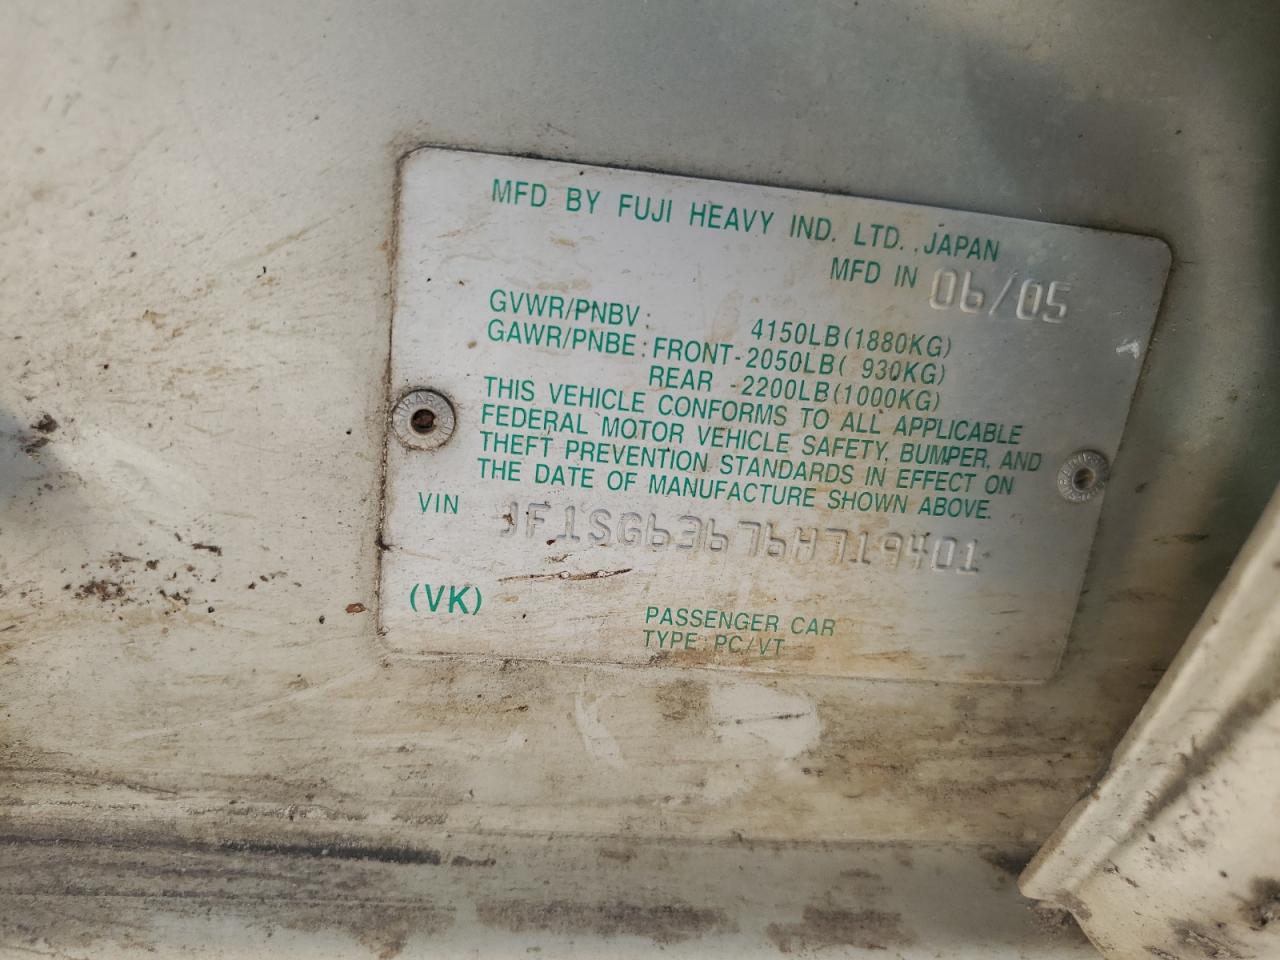 MFD BY FUJI HEAVY IND. LTD. ,JAPAN
MFD IN 06/05
GVWR/PNBV: 4150LB(1880KG)
GAWR/PNBE: FRONT-2050LB( 930KG)
REAR -2200LB(1000KG)
THIS VEHICLE CONFORMS TO ALL APPLICABLE
FEDERAL MOTOR VEHICLE SAFETY, BUMPER, AND
THEFT PREVENTION STANDARDS IN EFFECT ON
THE DATE OF MANUFACTURE SHOWN ABOVE.
VIN JF1SG63676H719401
(VK)
PASSENGER CAR
TYPE: PC/VT